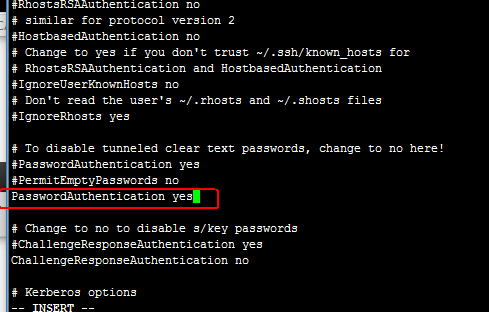 #RhostsRSAAuthentication no
# similar for protocol version 2
#HostbasedAuthentication no
# Change to yes if you don't trust ~/.ssh/known_hosts for
# RhostsRSAAuthentication and HostbasedAuthentication
#IgnoreUserKnownHosts no
# Don't read the user's ~/.rhosts and ~/.shosts files
#IgnoreRhosts yes
# To disable tunneled clear text passwords, change to no here!
#PasswordAuthentication yes
#PermitEmptyPasswords no
PasswordAuthentication yes
# Change to no to disable s/key passwords
#ChallengeResponseAuthentication yes
ChallengeResponseAuthentication no
# Kerberos options
-- INSERT --